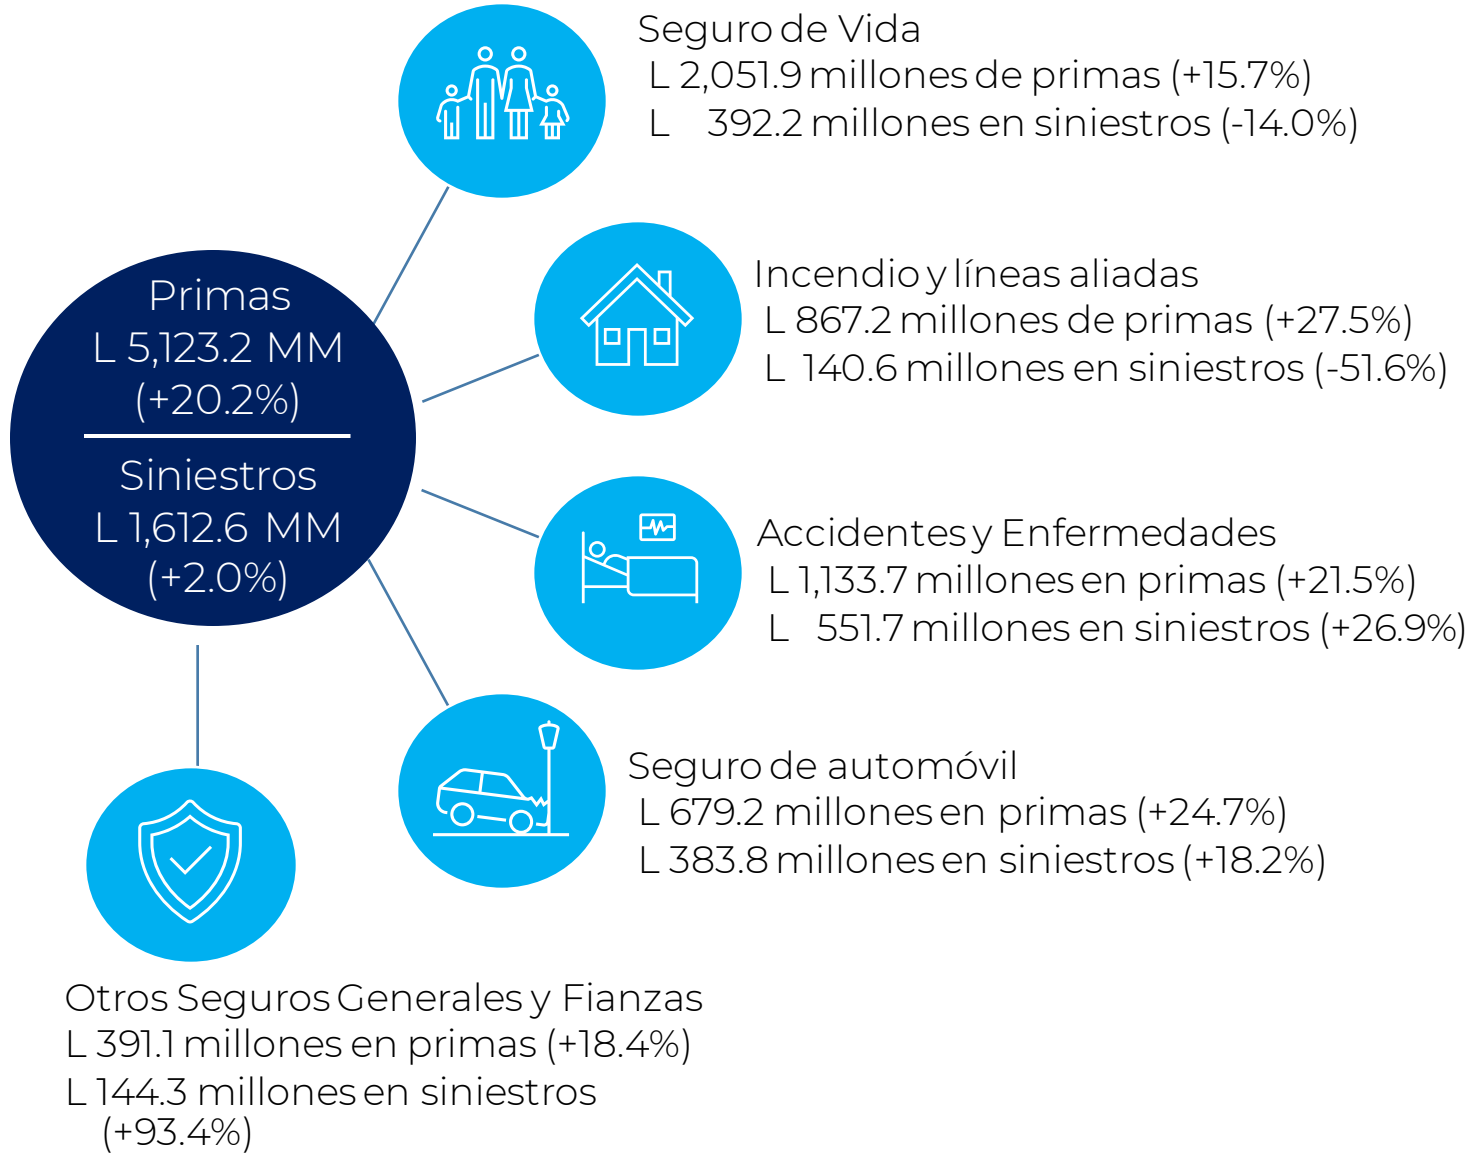 Seguro de Vida
L 2,051.9 millones de primas (+15.7%)
L 392.2 millones en siniestros (-14.0%)
Incendio y líneas aliadas
L 867.2 millones de primas (+27.5%)
L 140.6 millones en siniestros (-51.6%)
Primas
L 5,123.2 MM
(+20.2%)
Siniestros
L 1,612.6 MM
(+2.0%)
Accidentes y Enfermedades
L 1,133.7 millones en primas (+21.5%)
L 551.7 millones en siniestros (+26.9%)
Seguro de automóvil
L 679.2 millones en primas (+24.7%)
L 383.8 millones en siniestros (+18.2%)
Otros Seguros Generales y Fianzas
L 391.1 millones en primas (+18.4%)
L 144.3 millones en siniestros
(+93.4%)